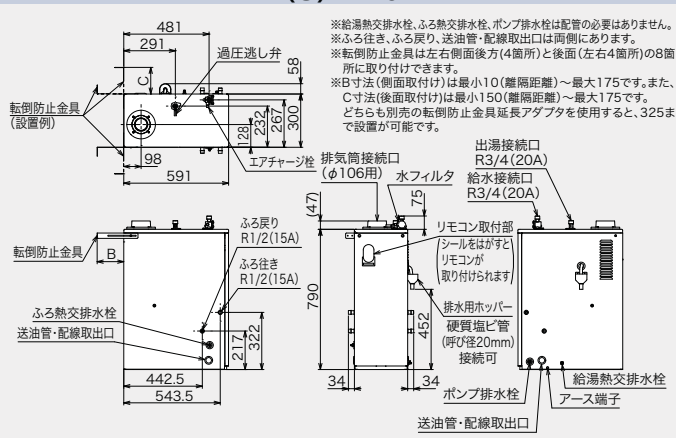 481
291
過圧逃し弁
58
C
転倒防止金具
(設置例)
128
232
267
300
98
エアチャージ栓
591
※給湯熱交排水栓、ふろ熱交排水栓、ポンプ排水栓は配管の必要はありません。
※ふろ往き、ふろ戻り、送油管・配線取出口は両側にあります。
※転倒防止金具は左右側面後方(4箇所)と後面(左右4箇所)の8箇
所に取り付けできます。
※B寸法(側面取付け)は最小10(離隔距離)～最大175です。また、
C寸法(後面取付け)は最小150(離隔距離)～最大175です。
どちらも別売の転倒防止金具延長アダプタを使用すると、325ま
で設置が可能です。
排気筒接続口
(φ106用)
水フィルタ
75
(47)
出湯接続口
R3/4(20A)
給水接続口
R3/4(20A)
転倒防止金具
B
ふろ戻り
R1/2(15A)
ふろ往き
R1/2(15A)
ふろ熱交排水栓
送油管・配線取出口
217
322
442.5
543.5
790
リモコン取付部
(シールをはがすと
リモコンが
取り付けられます)
排水用ホッパー
硬質塩ビ管
(呼び径20mm)
接続可
452
34
34
ポンプ排水栓
送油管・配線取出口
アース端子
給湯熱交排水栓